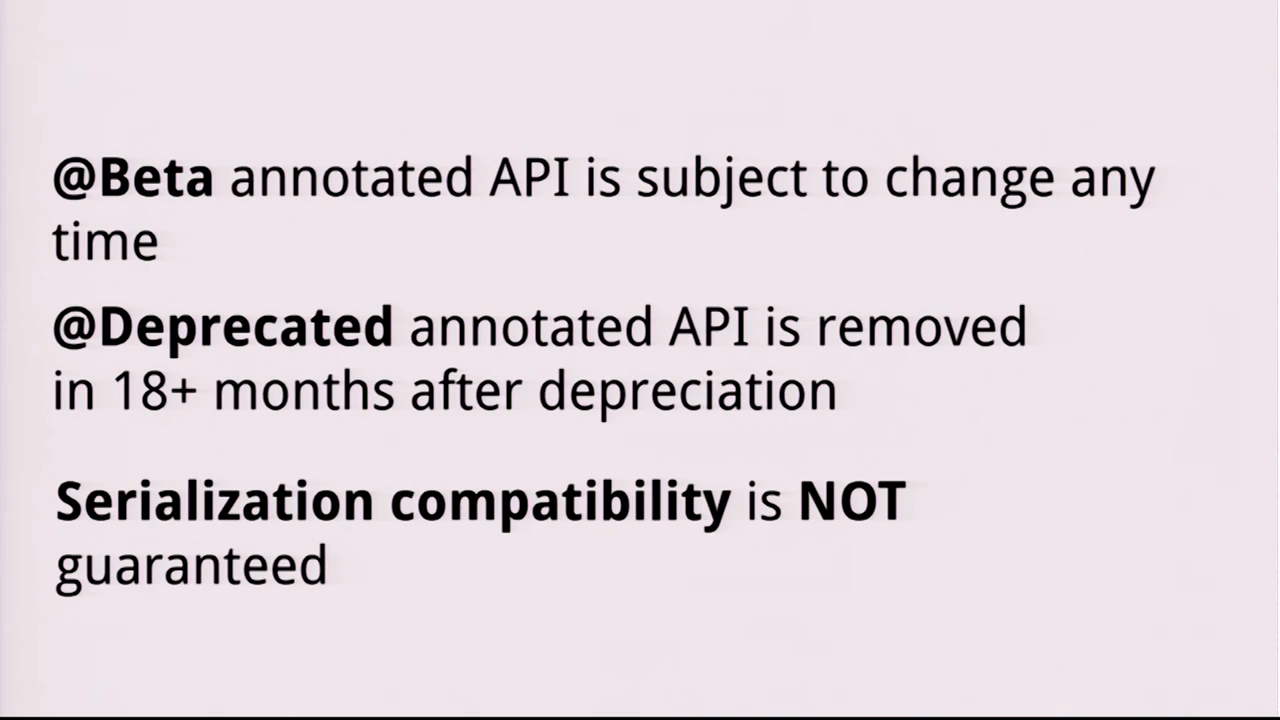 @Beta annotated API is subject to change any
time
@Deprecated annotated API is removed
in 18+ months after depreciation
Serialization compatibility is NOT
guaranteed